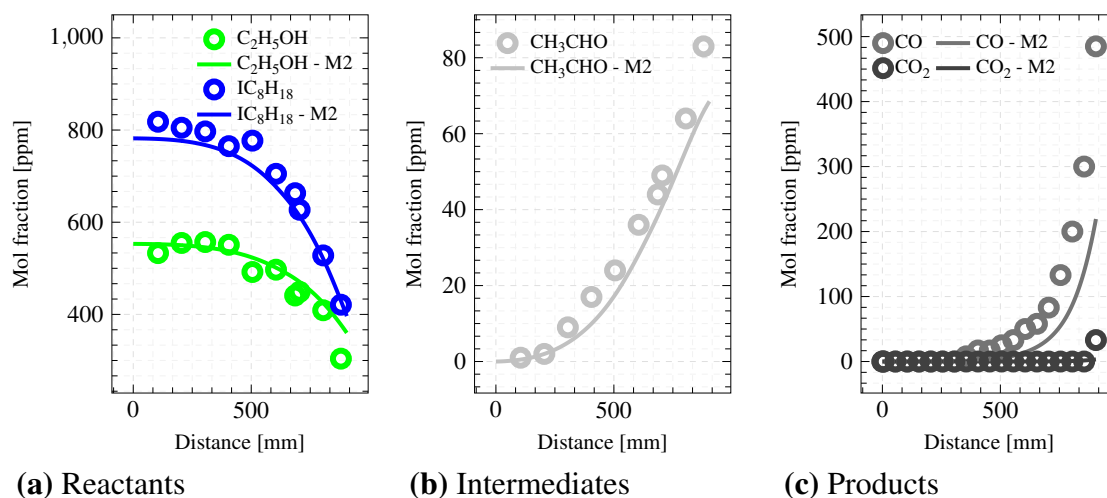 1,000
800
600
400
0
500
Mol fraction [ppm]
Distance [mm]
C₂H₅OH
C₂H₅OH - M2
IC₈H₁₈
IC₈H₁₈ - M2
(a) Reactants
80
60
40
20
0
0
500
Mol fraction [ppm]
Distance [mm]
CH₃CHO
CH₃CHO - M2
(b) Intermediates
500
400
300
200
100
0
0
500
Mol fraction [ppm]
Distance [mm]
CO CO - M2
CO₂ CO₂ - M2
(c) Products